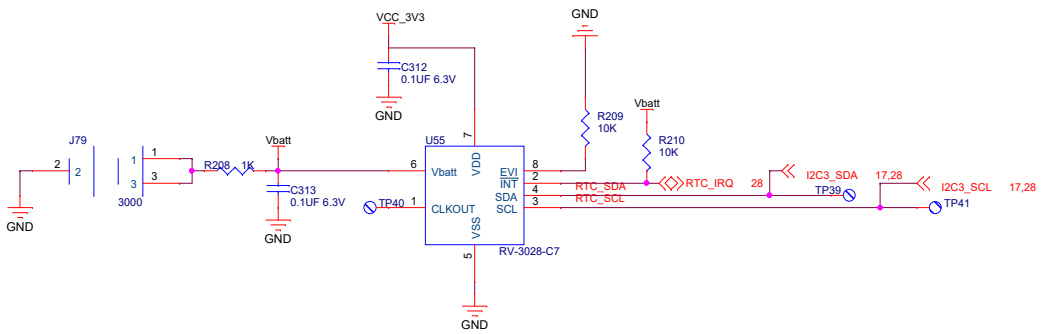 GND
VCC_3V3
C312
0.1UF 6.3V
GND
R209
10K
Vbatt
R210
10K
J79
2
2
1
3
1
3
3000
GND
R208 1K
Vbatt
C313
0.1UF 6.3V
GND
U55
7
VDD
6
Vbatt
TP40
1
CLKOUT
VSS
5
GND
EVI
INT
SDA
SCL
8
2
4
3
RV-3028-C7
RTC_SDA
RTC_SCL
RTC_IRQ 28
I2C3_SDA 17,28
TP39
I2C3_SCL 17,28
TP41